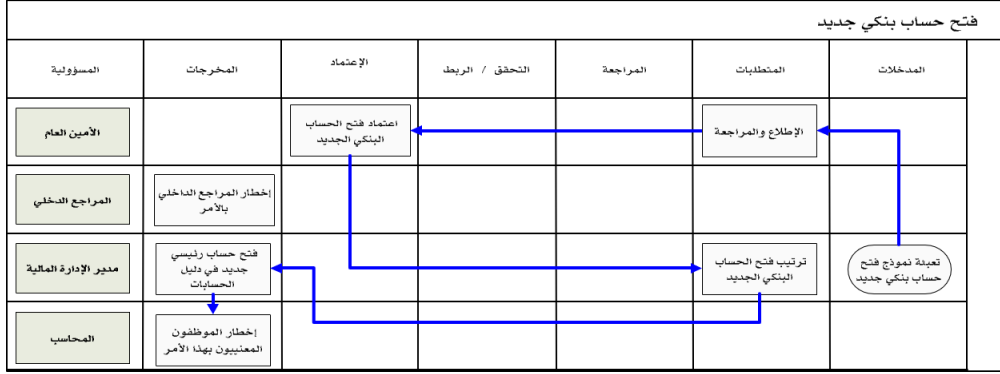 فتح حساب بنكي جديد
المدخلات
المتطلبات
المراجعة
التحقق / الربط
الإعتماد
المخرجات
المسؤولية
الإطلاع والمراجعة
اعتماد فتح الحساب
البنكي الجديد
الأمين العام
إخطار المراجع الداخلي
بالأمر
المراجع الدخلي
تعبئة نموذج فتح
حساب بنكي جديد
ترتيب فتح الحساب
البنكي الجديد
فتح حساب رئيسي
جديد في دليل
الحسابات
مدير الإدارة المالية
إخطار الموظفون
المعنييون بهذا الأمر
المحاسب